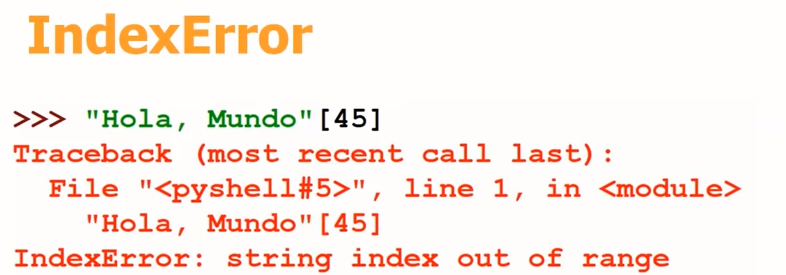 IndexError
>>> "Hola, Mundo"[45]
Traceback (most recent call last):
  File "<pyshell#5>", line 1, in <module>
    "Hola, Mundo"[45]
IndexError: string index out of range